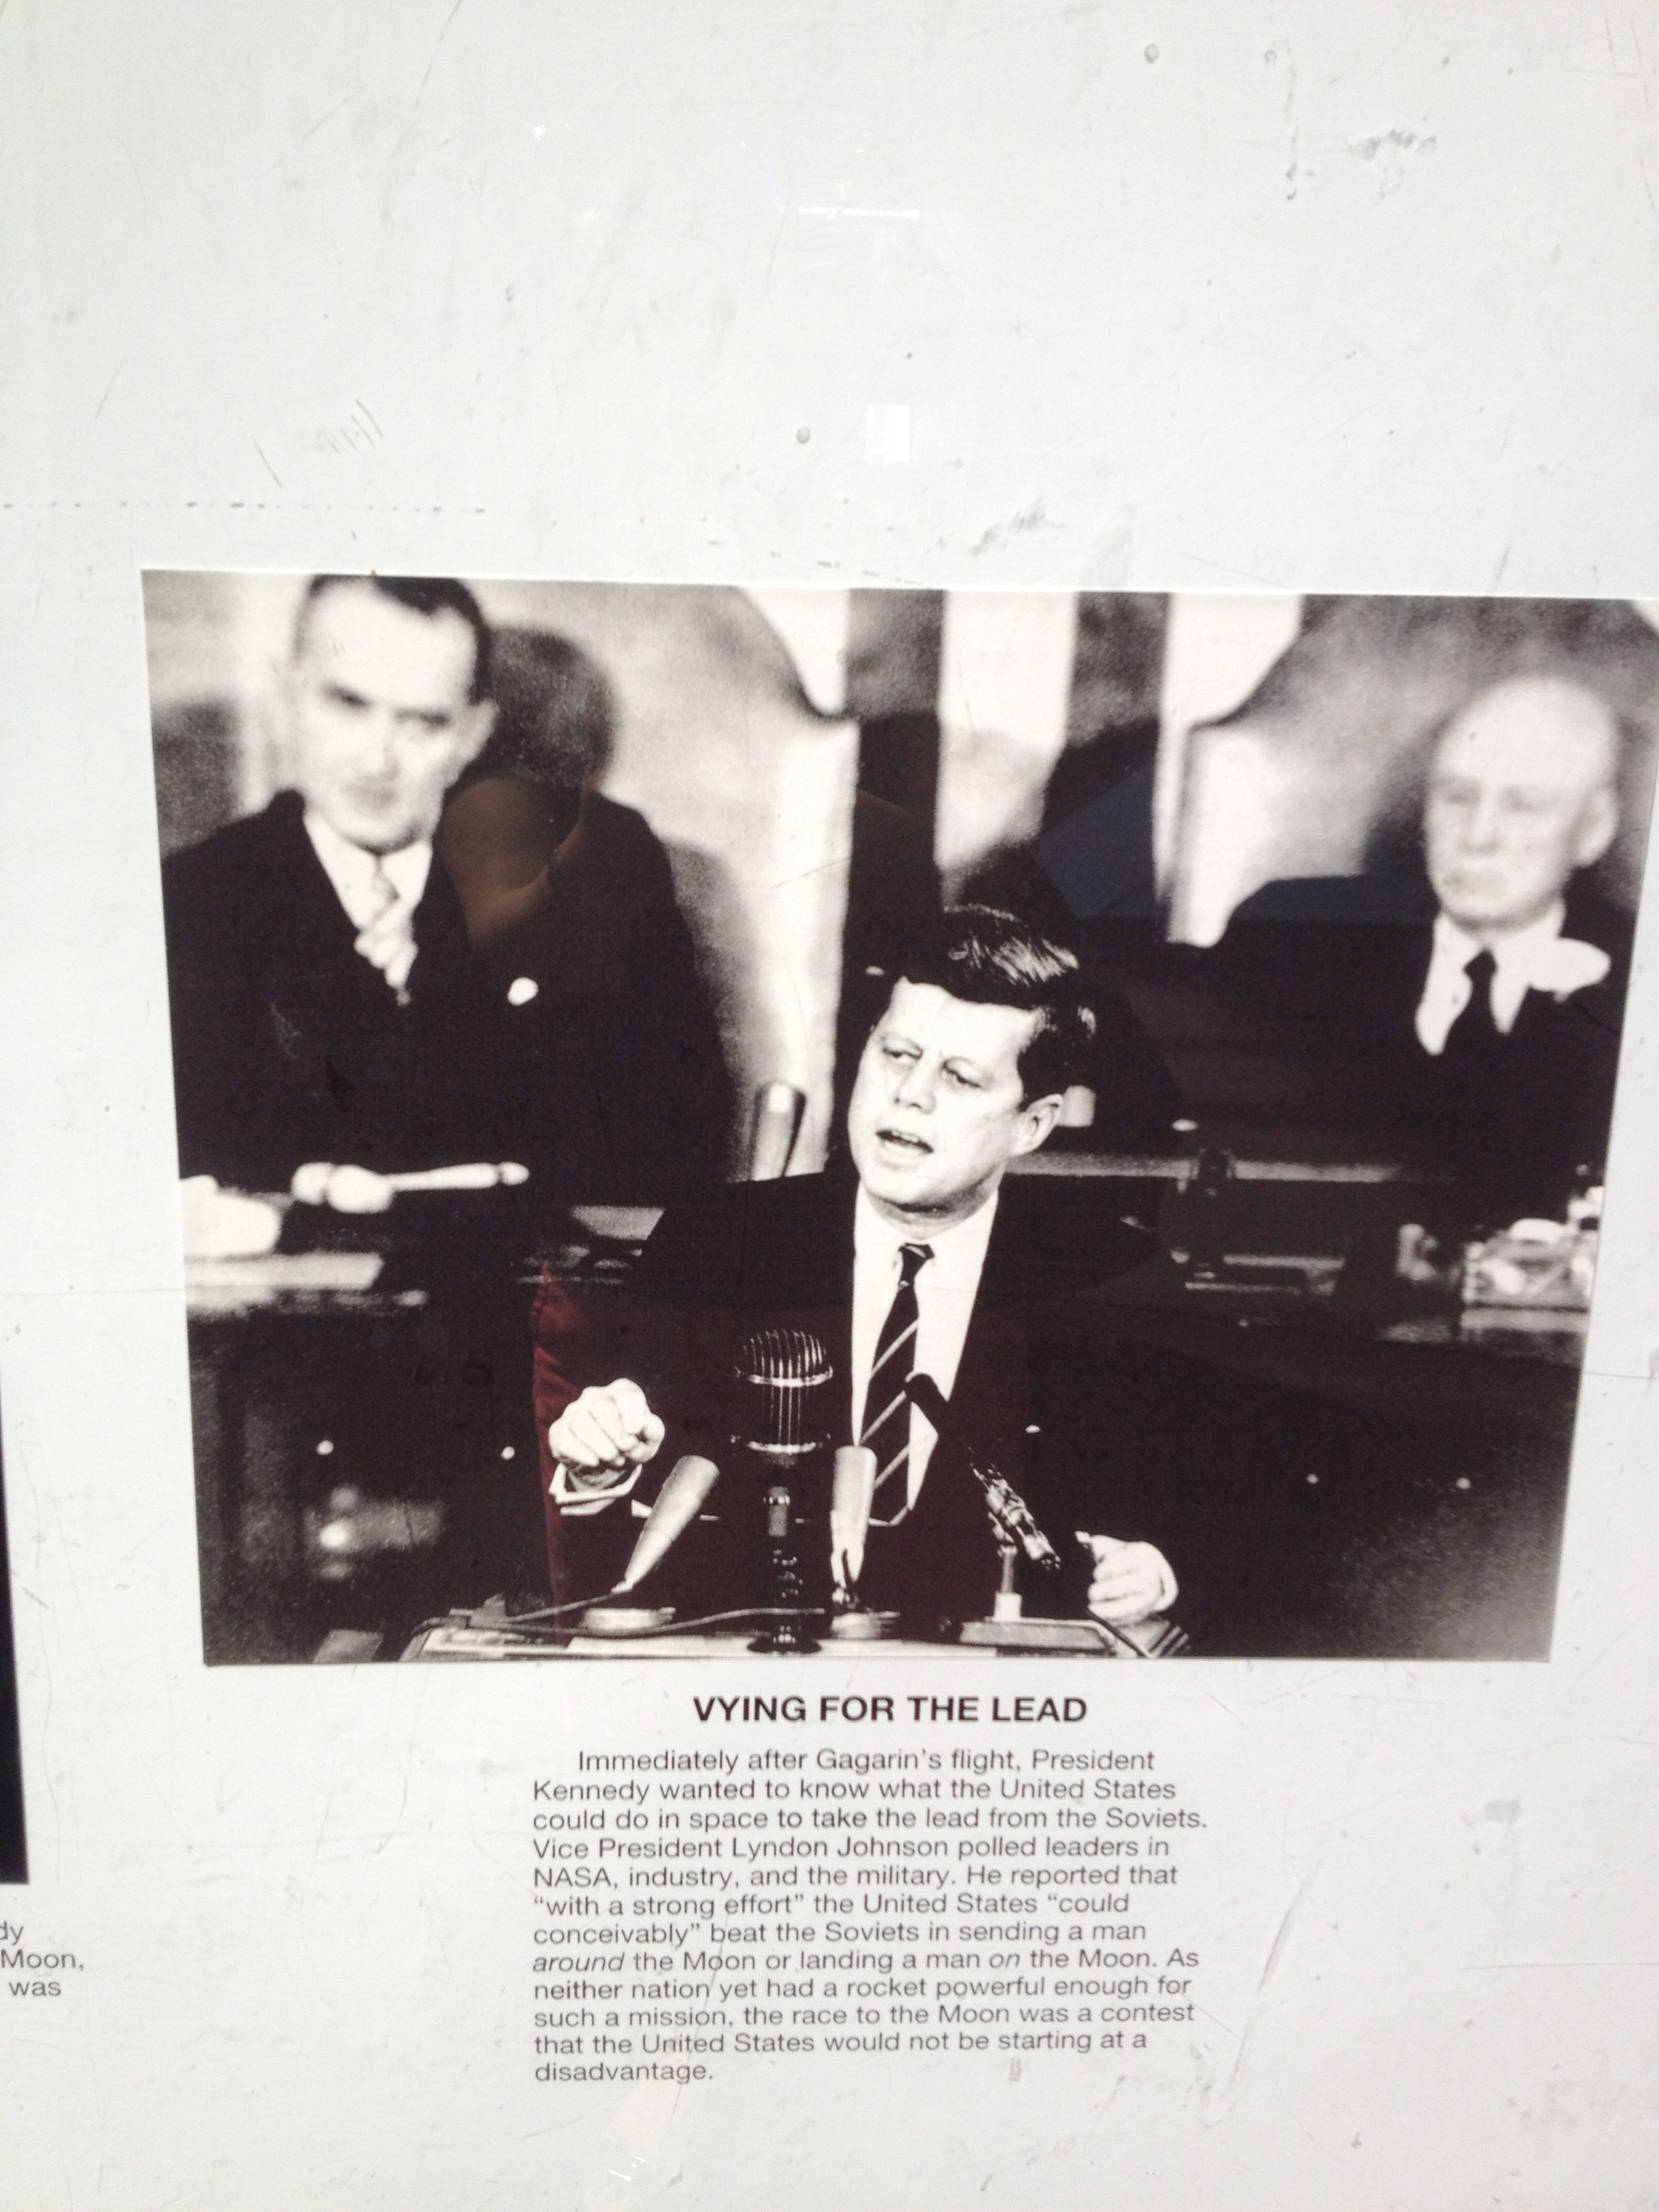 VYING FOR THE LEAD
Immediately after Gagarin's flight, President
Kennedy wanted to know what the United States
could do in space to take the lead from the Soviets.
Vice President Lyndon Johnson polled leaders in
NASA, industry, and the military. He reported that
“with a strong effort” the United States “could
conceivably” beat the Soviets in sending a man
around the Moon or landing a man on the Moon. As
neither nation yet had a rocket powerful enough for
such a mission, the race to the Moon was a contest
that the United States would not be starting at a
disadvantage.
dy
Moon,
was